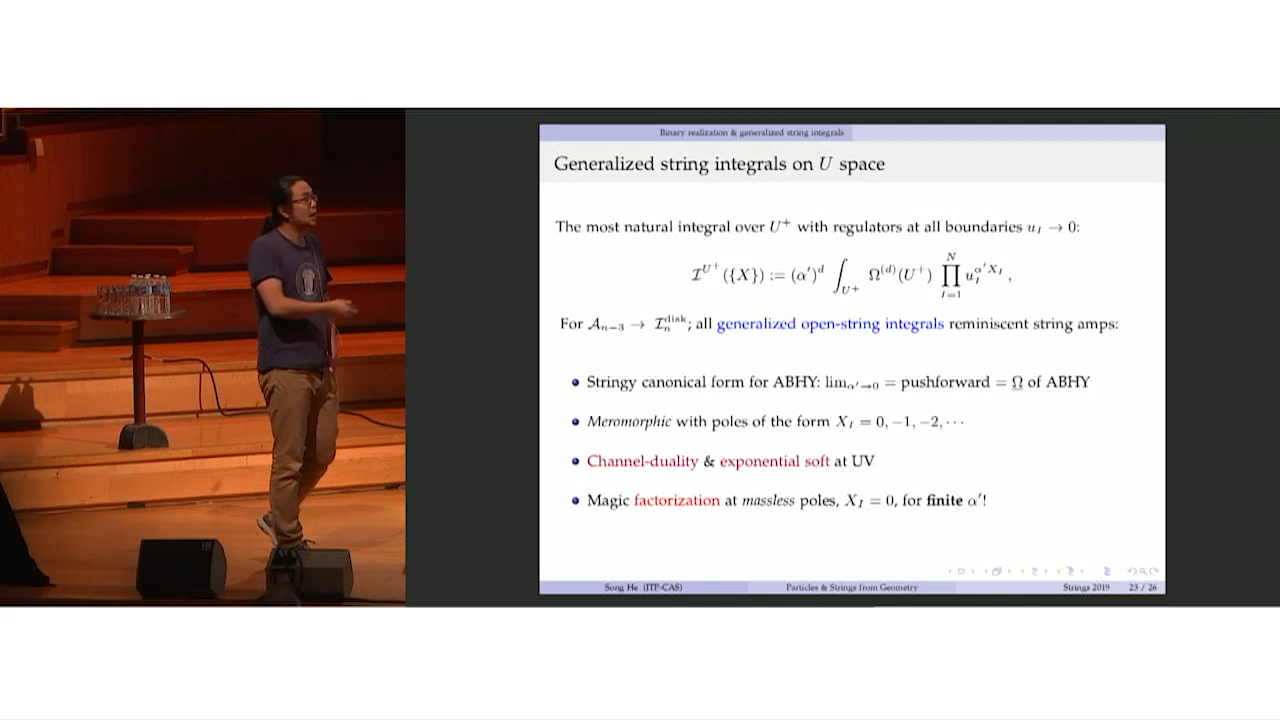 Binary realization & generalized string integrals
Generalized string integrals on U space
The most natural integral over U⁺ with regulators at all boundaries u_I → 0:
𝓘^{U⁺}({X}) := (α′)^d ∫_{U⁺} Ω^{(d)}(U⁺) ∏_{I=1}^{N} u_I^{α′X_I} ,
For 𝒜_{n−3} → 𝓘_n^{disk}; all generalized open-string integrals reminiscent string amps:
Stringy canonical form for ABHY: lim_{α′→0} = pushforward = Ω of ABHY
Meromorphic with poles of the form X_I = 0, −1, −2, ⋯
Channel-duality & exponential soft at UV
Magic factorization at massless poles, X_I = 0, for finite α′!
Song He (ITP-CAS) Particles & Strings from Geometry Strings 2019 23 / 26